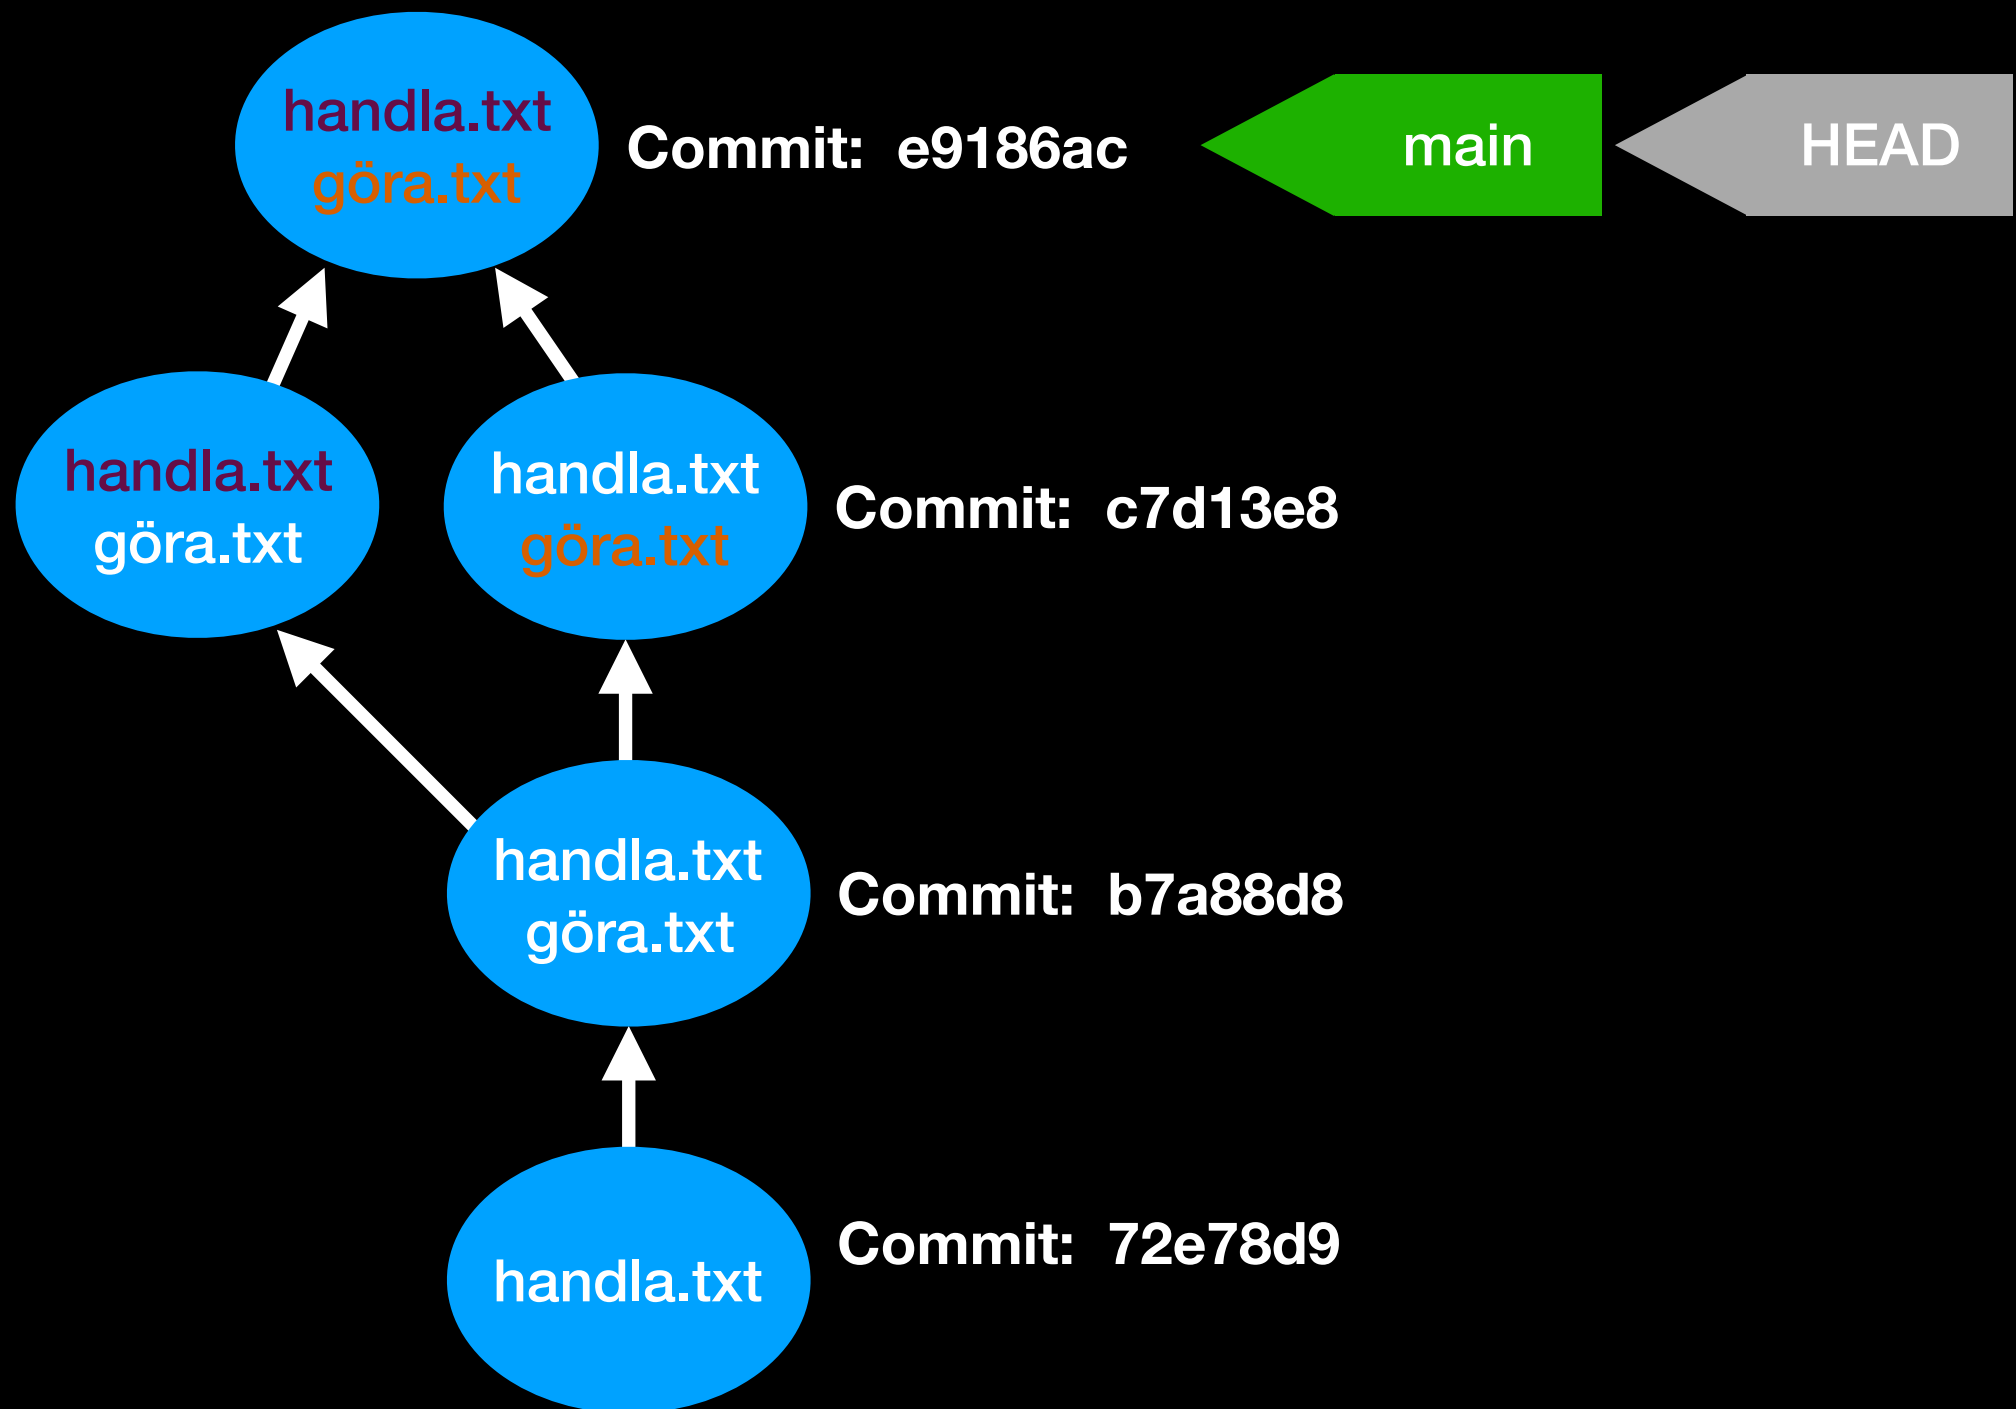 handla.txt
göra.txt
Commit:  e9186ac
main
HEAD
handla.txt
göra.txt
handla.txt
göra.txt
Commit:  c7d13e8
handla.txt
göra.txt
Commit:  b7a88d8
handla.txt
Commit:  72e78d9